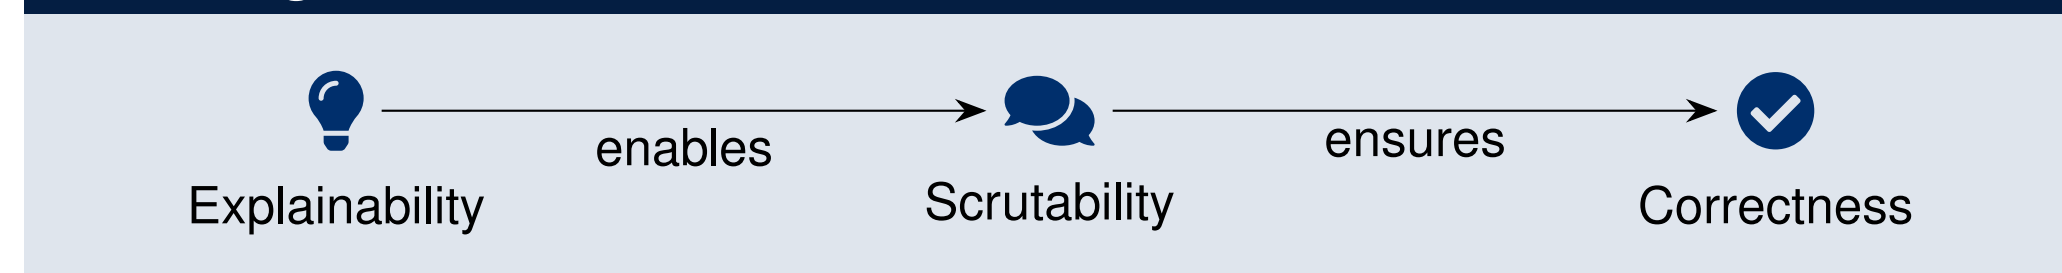 enables
ensures
Explainability
Scrutability
Correctness